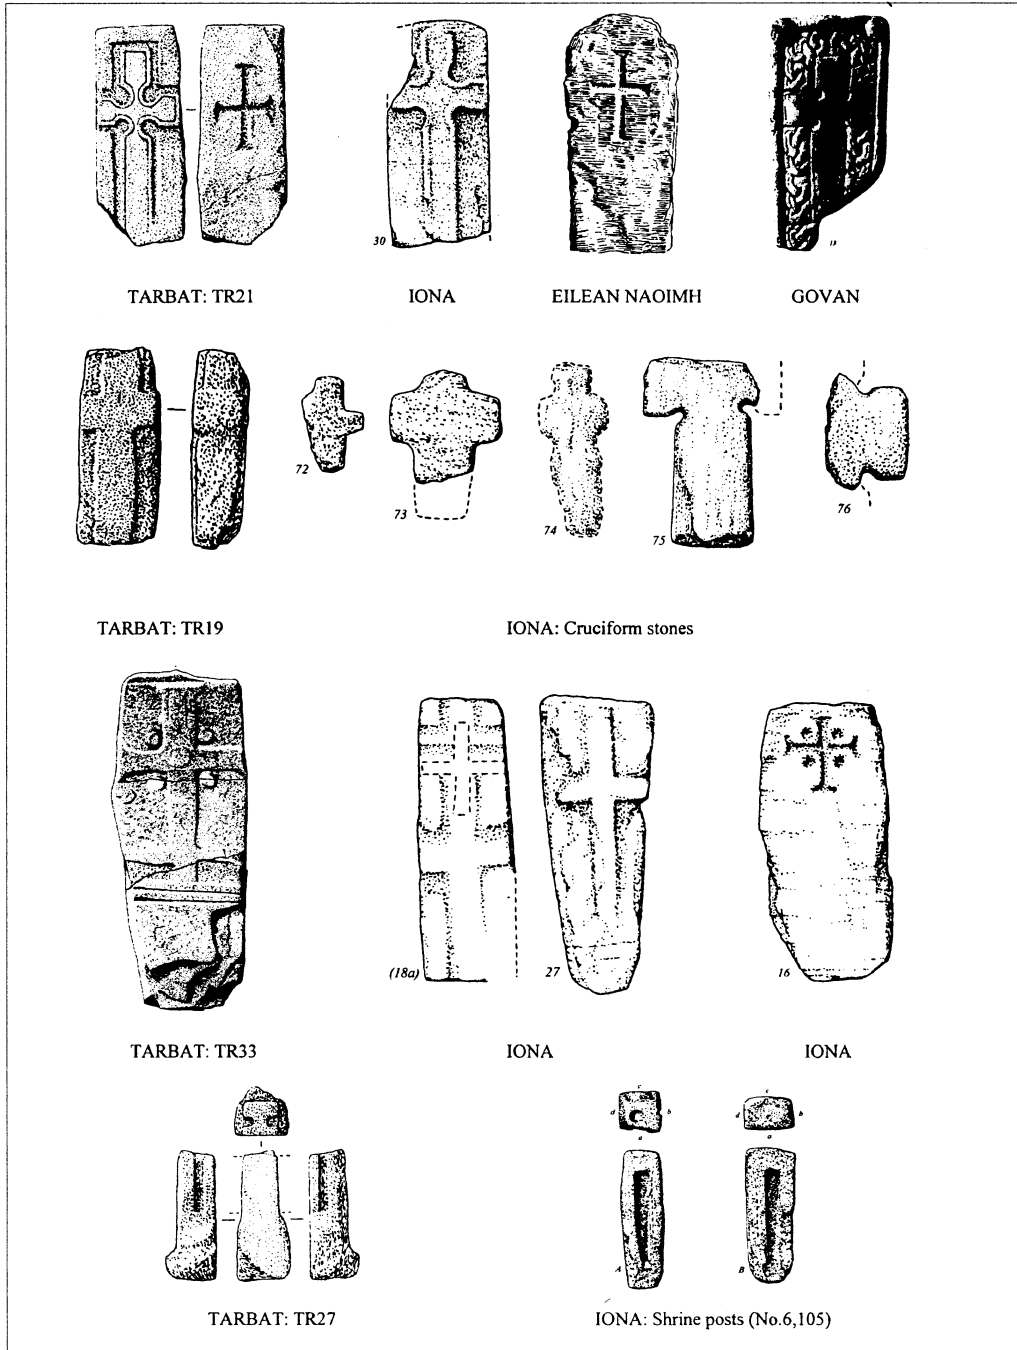 30
TARBAT: TR21
IONA
EILEAN NAOIMH
GOVAN
72
73
74
75
76
TARBAT: TR19
IONA: Cruciform stones
(18a)
27
16
TARBAT: TR33
IONA
IONA
c
d
b
a
c
d
b
a
A
B
TARBAT: TR27
IONA: Shrine posts (No.6,105)